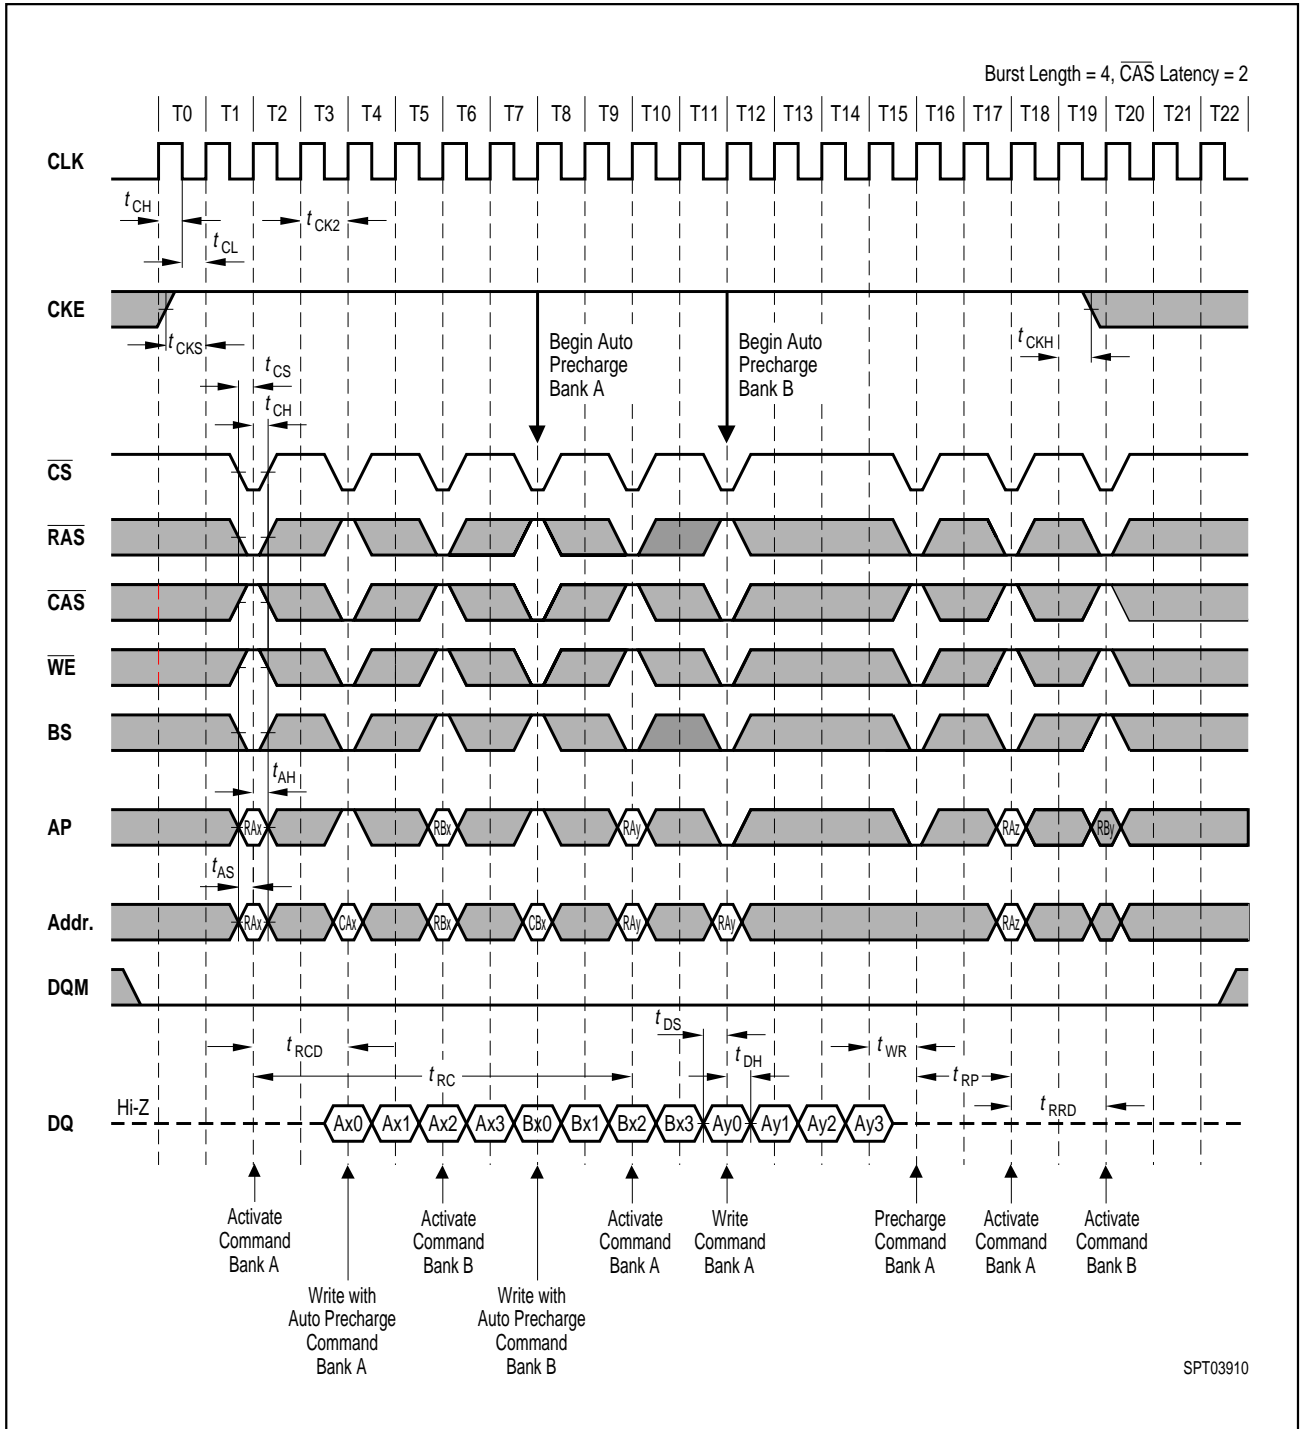 Burst Length = 4, CAS Latency = 2
T0 T1 T2 T3 T4 T5 T6 T7 T8 T9 T10 T11 T12 T13 T14 T15 T16 T17 T18 T19 T20 T21 T22
CLK
tCH
tCK2
tCL
CKE
tCKS
Begin Auto
Precharge
Bank A
Begin Auto
Precharge
Bank B
tCKH
tCS
tCH
CS
RAS
CAS
WE
BS
tAH
AP
RAx RBx RAy RAz RBy
tAS
Addr.
RAx CAx RBx CBx RAy RAy RAz
DQM
tDS
tRCD
tDH
tWR
tRC
tRP
tRRD
DQ
Hi-Z
Ax0 Ax1 Ax2 Ax3 Bx0 Bx1 Bx2 Bx3 Ay0 Ay1 Ay2 Ay3
Activate
Command
Bank A
Write with
Auto Precharge
Command
Bank A
Activate
Command
Bank B
Write with
Auto Precharge
Command
Bank B
Activate
Command
Bank A
Write
Command
Bank A
Precharge
Command
Bank A
Activate
Command
Bank A
Activate
Command
Bank B
SPT03910